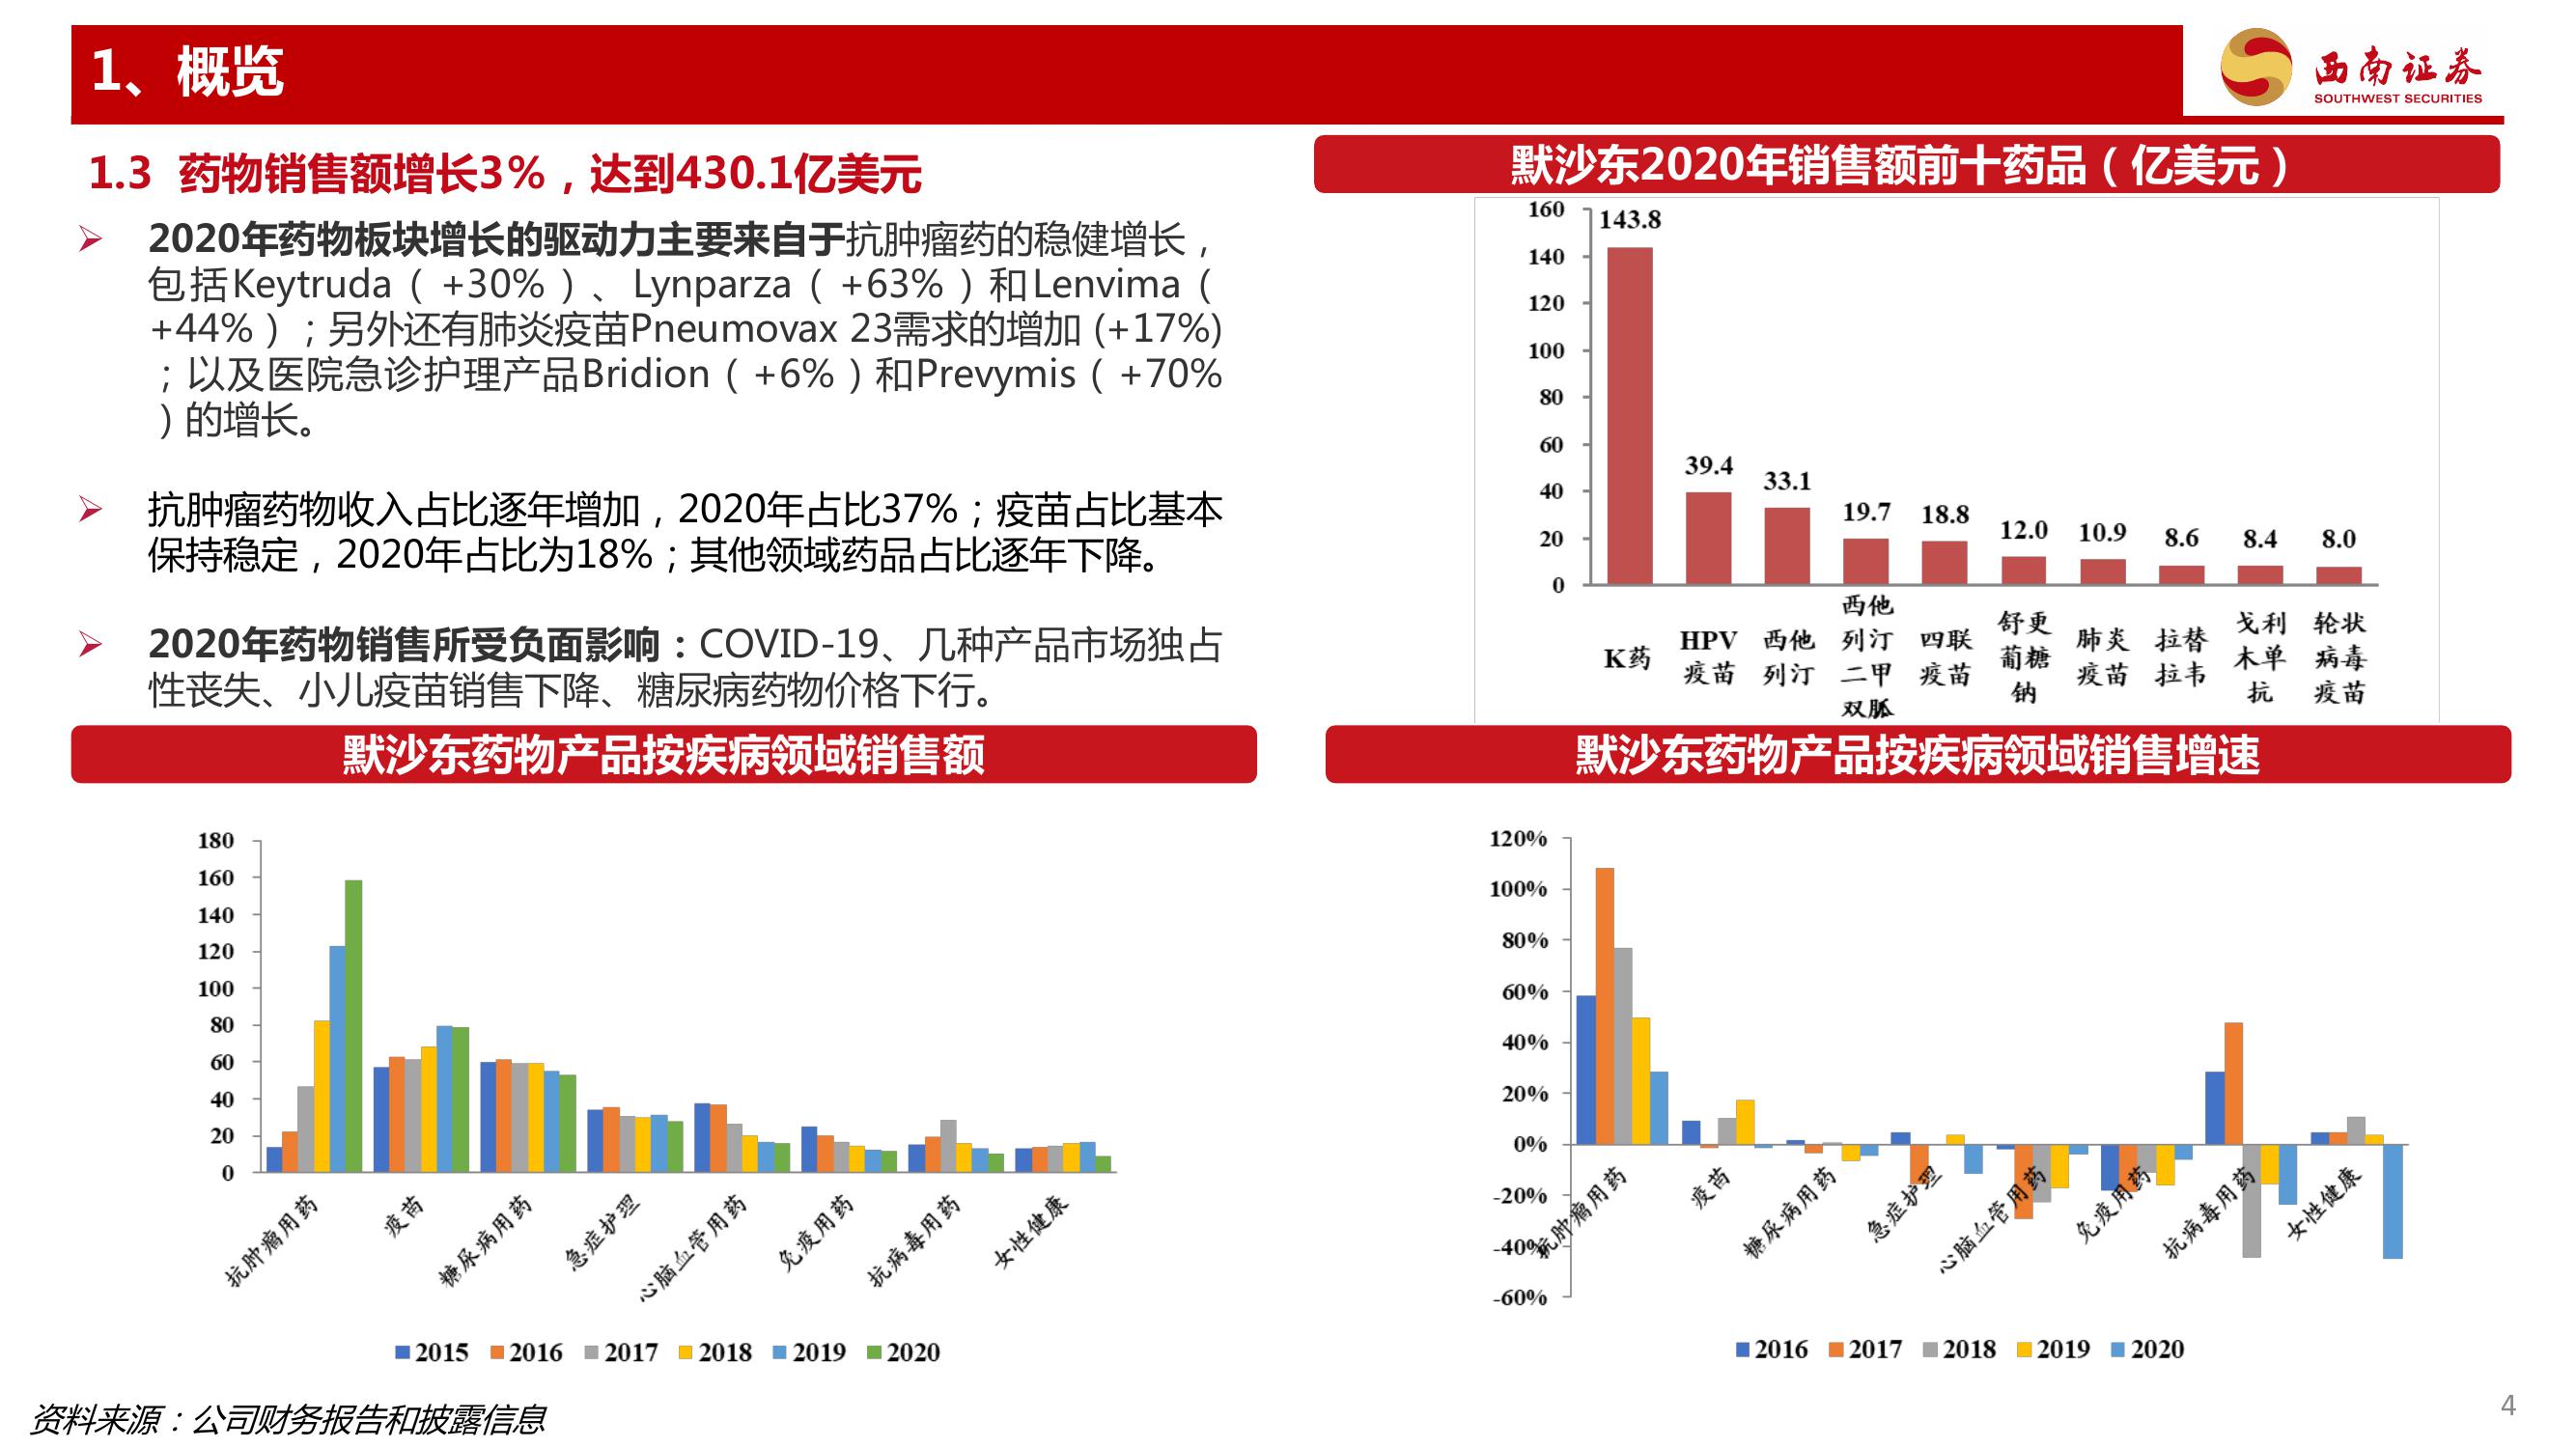 1、概览
西南证券
SOUTHWEST SECURITIES
1.3 药物销售额增长3%，达到430.1亿美元
➢ 2020年药物板块增长的驱动力主要来自于抗肿瘤药的稳健增长，
包括Keytruda（+30%）、Lynparza（+63%）和Lenvima（
+44%）；另外还有肺炎疫苗Pneumovax 23需求的增加 (+17%)
；以及医院急诊护理产品Bridion（+6%）和Prevymis（+70%
）的增长。
➢ 抗肿瘤药物收入占比逐年增加，2020年占比37%；疫苗占比基本
保持稳定，2020年占比为18%；其他领域药品占比逐年下降。
➢ 2020年药物销售所受负面影响：COVID-19、几种产品市场独占
性丧失、小儿疫苗销售下降、糖尿病药物价格下行。
默沙东2020年销售额前十药品（亿美元）
160
140
120
100
80
60
40
20
0
143.8
39.4
33.1
19.7
18.8
12.0
10.9
8.6
8.4
8.0
K药
HPV
疫苗
西他
列汀
西他
列汀
二甲
双胍
四联
疫苗
舒更
葡糖
钠
肺炎
疫苗
拉替
拉韦
戈利
木单
抗
轮状
病毒
疫苗
默沙东药物产品按疾病领域销售额
180
160
140
120
100
80
60
40
20
0
抗肿瘤用药
疫苗
糖尿病用药
急症护理
心脑血管用药
免疫用药
抗病毒用药
女性健康
2015 2016 2017 2018 2019 2020
默沙东药物产品按疾病领域销售增速
120%
100%
80%
60%
40%
20%
0%
-20%
-40%
-60%
抗肿瘤用药
疫苗
糖尿病用药
急症护理
心脑血管用药
免疫用药
抗病毒用药
女性健康
2016 2017 2018 2019 2020
资料来源：公司财务报告和披露信息
4